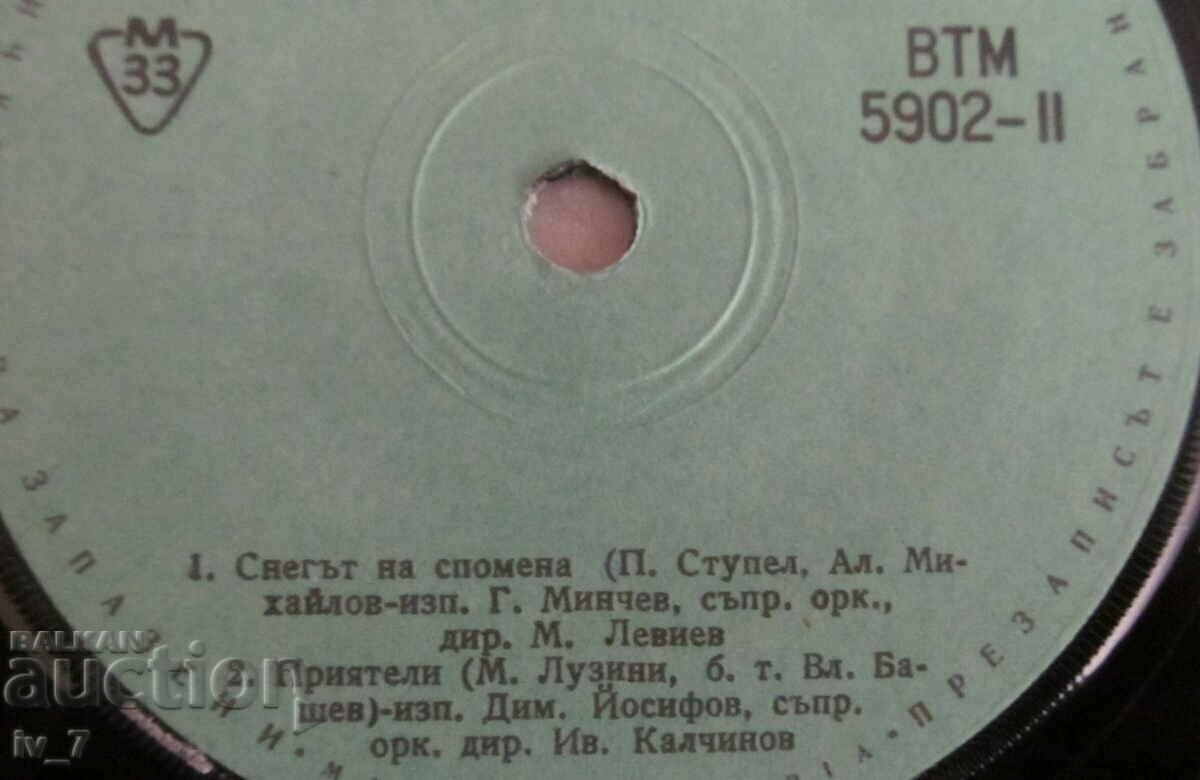 М
33
ВТМ
5902-II
1. Снегът на спомена (П. Ступел, Ал. Ми-
хайлов-изп. Г. Минчев, съпр. орк.,
дир. М. Левиев
2. Приятели (М. Лузини, б. т. Вл. Ба-
шев)-изп. Дим. Йосифов, съпр.
орк. дир. Ив. Калчинов
ПРЕЗАПИСЪТ Е ЗАБРАН
BALKAN
auction
iv_7